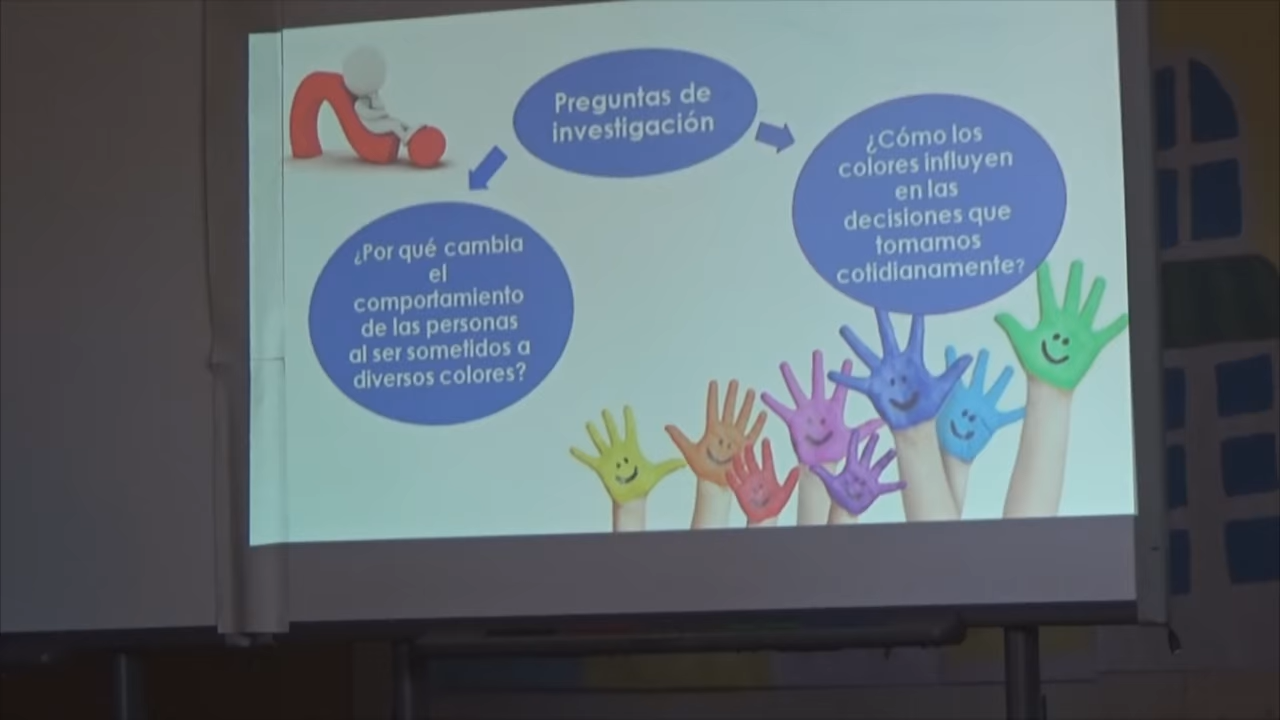 Preguntas de
investigación
¿Por qué cambia
el
comportamiento
de las personas
al ser sometidos a
diversos colores?
¿Cómo los
colores influyen
en las
decisiones que
tomamos
cotidianamente?